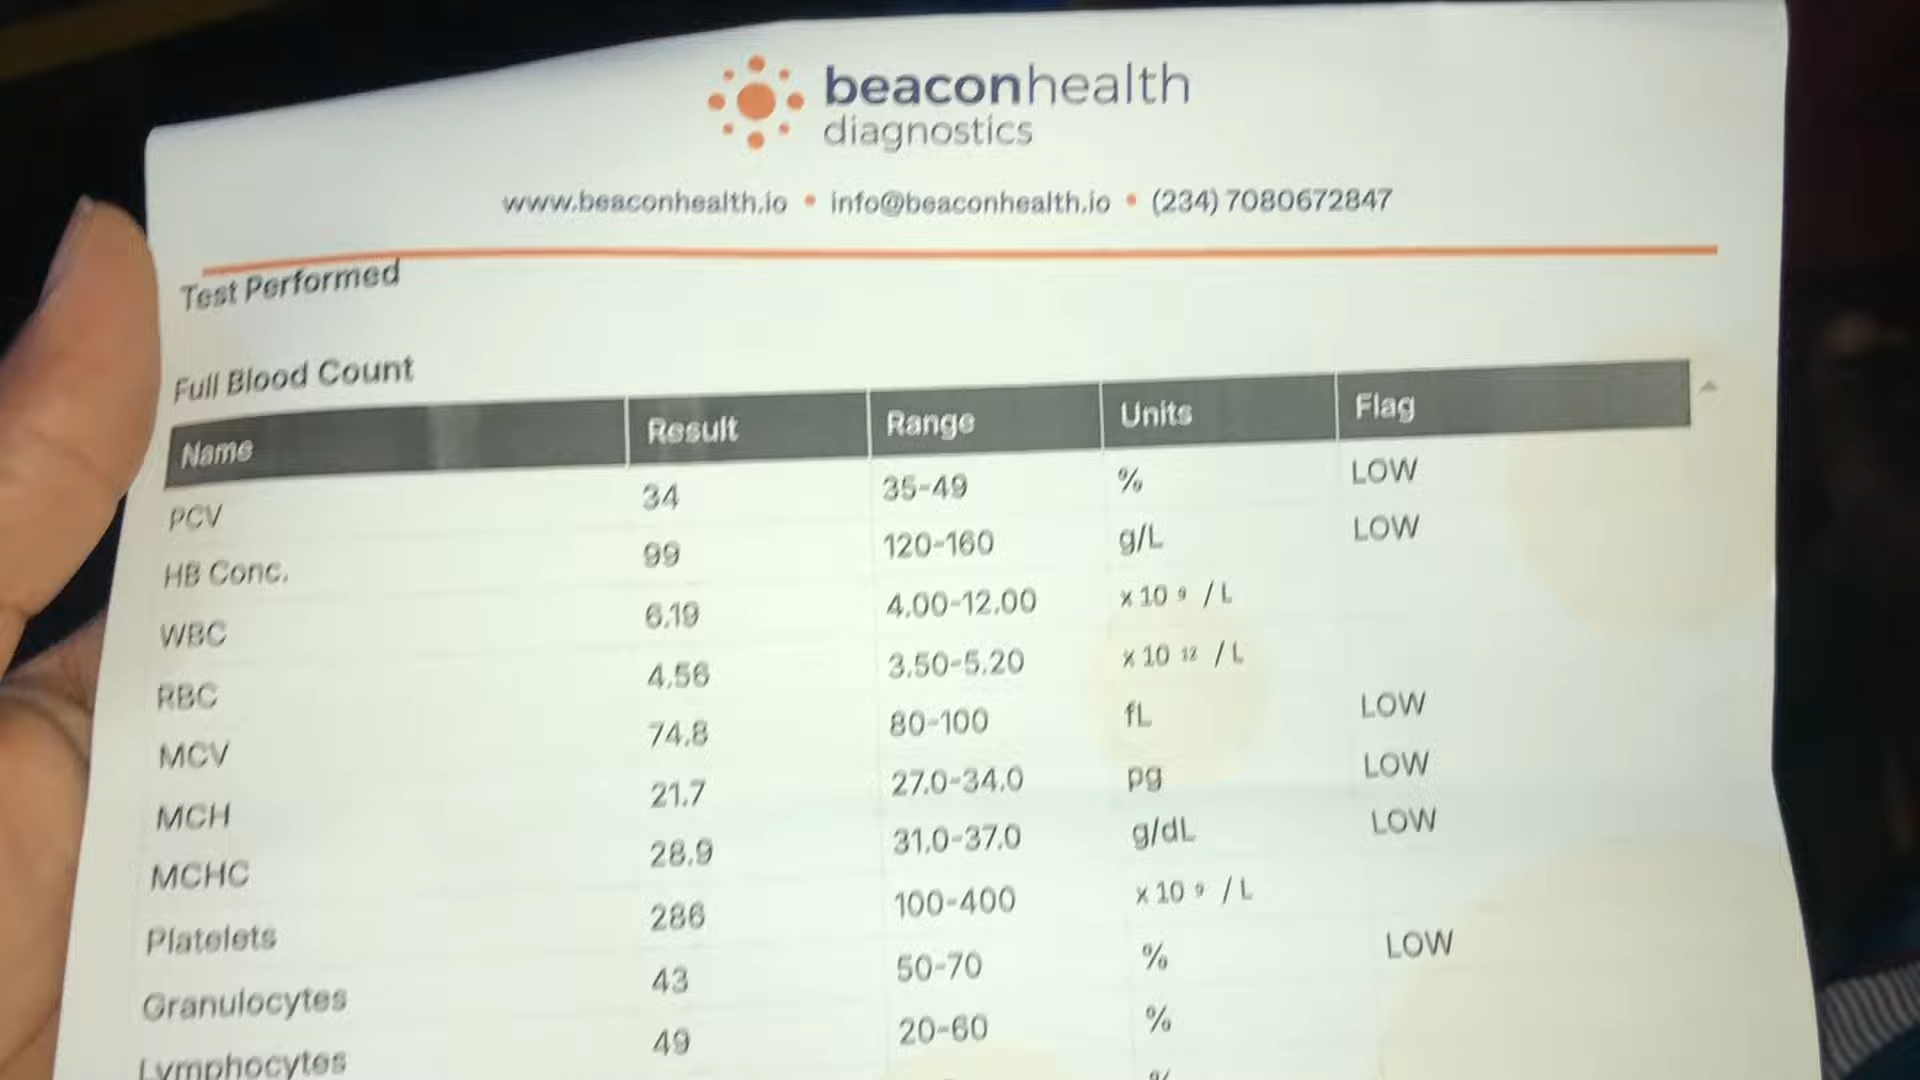 beaconhealth
diagnostics
www.beaconhealth.io • info@beaconhealth.io • (234) 7080672847
Test Performed
Full Blood Count
Name Result Range Units Flag
PCV 34 35-49 % LOW
HB Conc. 99 120-160 g/L LOW
WBC 6.19 4.00-12.00 x 10 9 / L
RBC 4.56 3.50-5.20 x 10 12 / L
MCV 74.8 80-100 fL LOW
MCH 21.7 27.0-34.0 pg LOW
MCHC 28.9 31.0-37.0 g/dL LOW
Platelets 286 100-400 x 10 9 / L
Granulocytes 43 50-70 % LOW
Lymphocytes 49 20-60 %
%